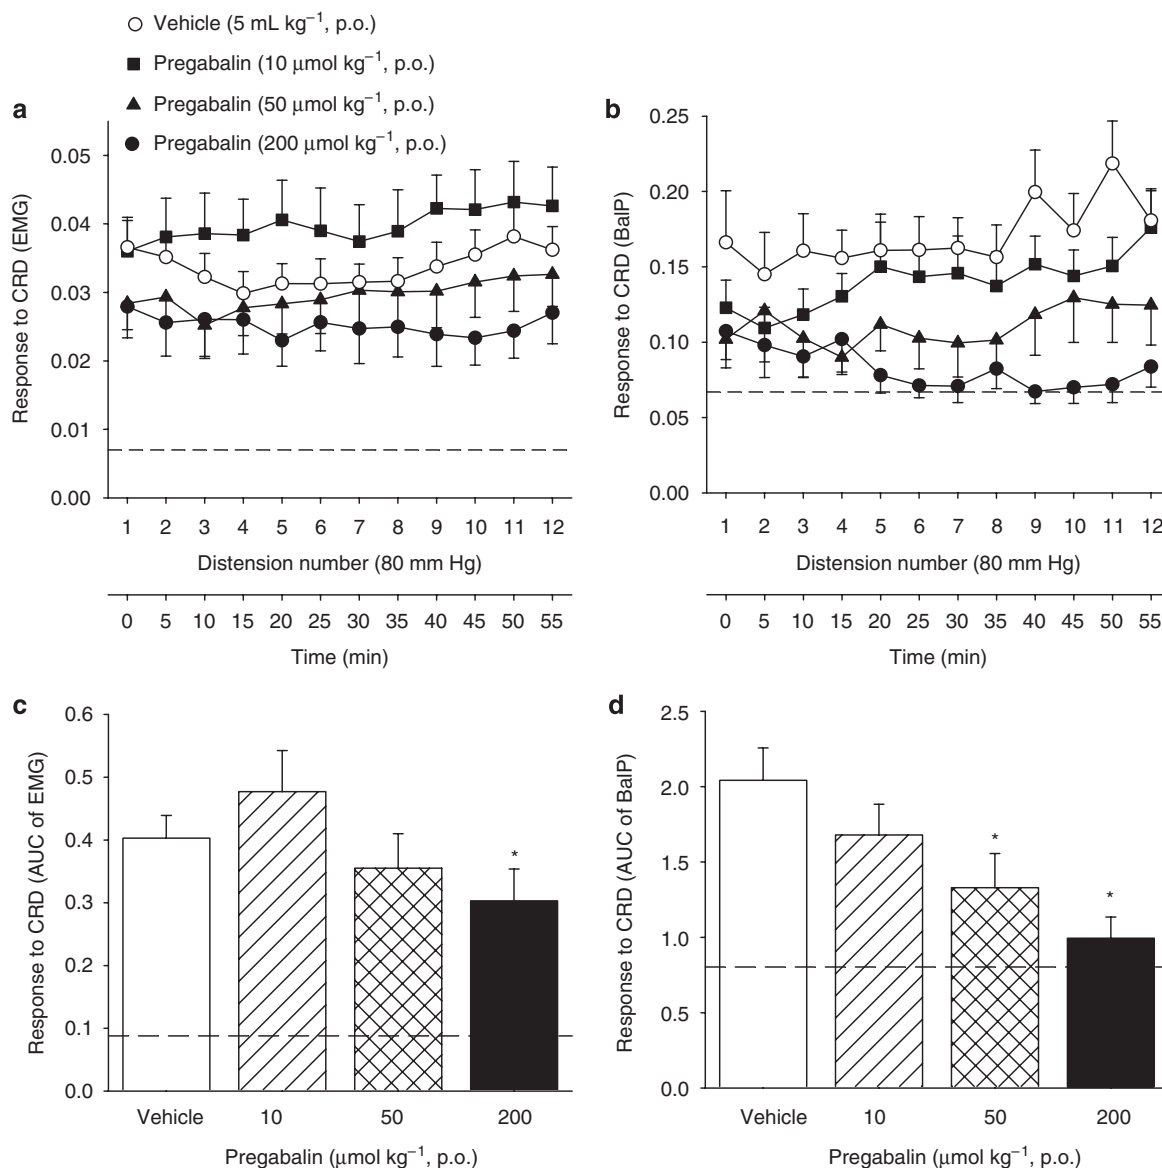 Vehicle (5 mL kg⁻¹, p.o.)
Pregabalin (10 μmol kg⁻¹, p.o.)
Pregabalin (50 μmol kg⁻¹, p.o.)
Pregabalin (200 μmol kg⁻¹, p.o.)
a
Response to CRD (EMG)
0.05
0.04
0.03
0.02
0.01
0.00
1 2 3 4 5 6 7 8 9 10 11 12
Distension number (80 mm Hg)
0 5 10 15 20 25 30 35 40 45 50 55
Time (min)
b
Response to CRD (BalP)
0.25
0.20
0.15
0.10
0.05
0.00
1 2 3 4 5 6 7 8 9 10 11 12
Distension number (80 mm Hg)
0 5 10 15 20 25 30 35 40 45 50 55
Time (min)
c
Response to CRD (AUC of EMG)
0.6
0.5
0.4
0.3
0.2
0.1
0.0
*
Vehicle 10 50 200
Pregabalin (μmol kg⁻¹, p.o.)
d
Response to CRD (AUC of BalP)
2.5
2.0
1.5
1.0
0.5
0.0
*
*
Vehicle 10 50 200
Pregabalin (μmol kg⁻¹, p.o.)